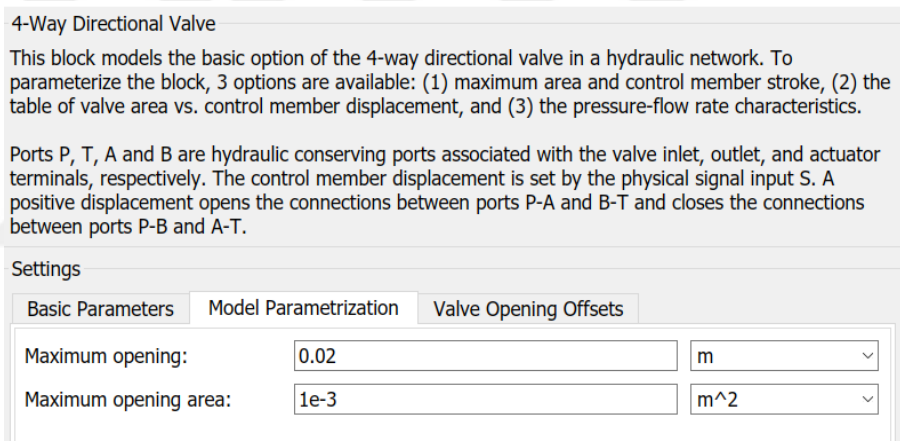 4-Way Directional Valve
This block models the basic option of the 4-way directional valve in a hydraulic network. To
parameterize the block, 3 options are available: (1) maximum area and control member stroke, (2) the
table of valve area vs. control member displacement, and (3) the pressure-flow rate characteristics.
Ports P, T, A and B are hydraulic conserving ports associated with the valve inlet, outlet, and actuator
terminals, respectively. The control member displacement is set by the physical signal input S. A
positive displacement opens the connections between ports P-A and B-T and closes the connections
between ports P-B and A-T.
Settings
Basic Parameters Model Parametrization Valve Opening Offsets
Maximum opening: 0.02 m
Maximum opening area: 1e-3 m^2